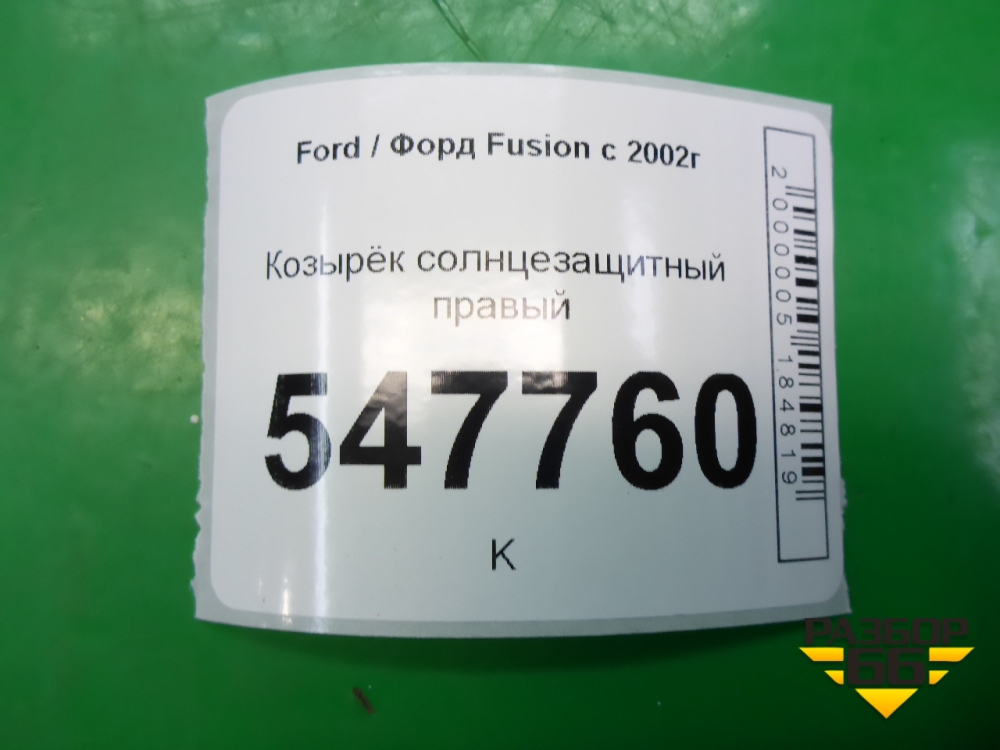 Ford / Форд Fusion с 2002г
Козырёк солнцезащитный
правый
547760
К
2000005184819
РАЗБОР
66